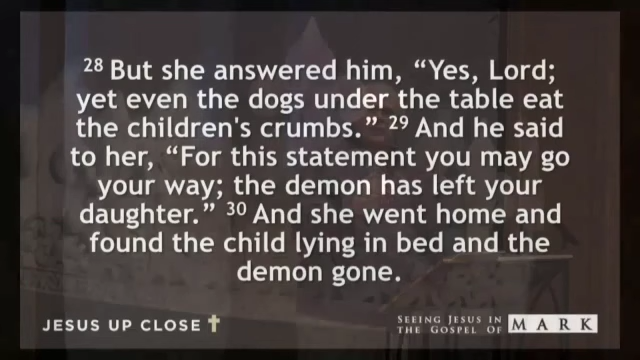 28 But she answered him, “Yes, Lord;
yet even the dogs under the table eat
the children's crumbs.” 29 And he said
to her, “For this statement you may go
your way; the demon has left your
daughter.” 30 And she went home and
found the child lying in bed and the
demon gone.
JESUS UP CLOSE
SEEING JESUS IN
THE GOSPEL OF MARK